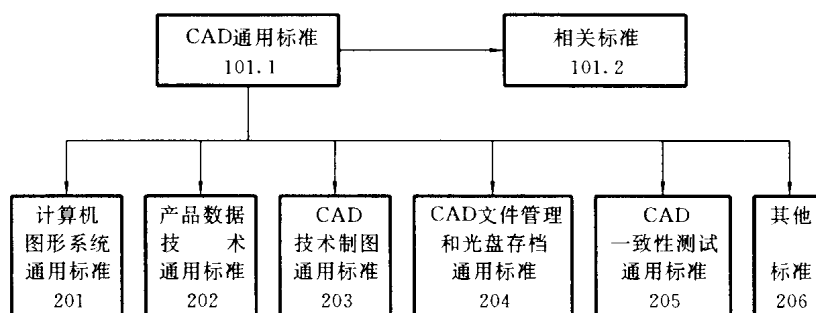 CAD通用标准
101.1
相关标准
101.2
计算机
图形系统
通用标准
201
产品数据
技 术
通用标准
202
CAD
技术制图
通用标准
203
CAD文件管理
和光盘存档
通用标准
204
CAD
一致性测试
通用标准
205
其他
标准
206